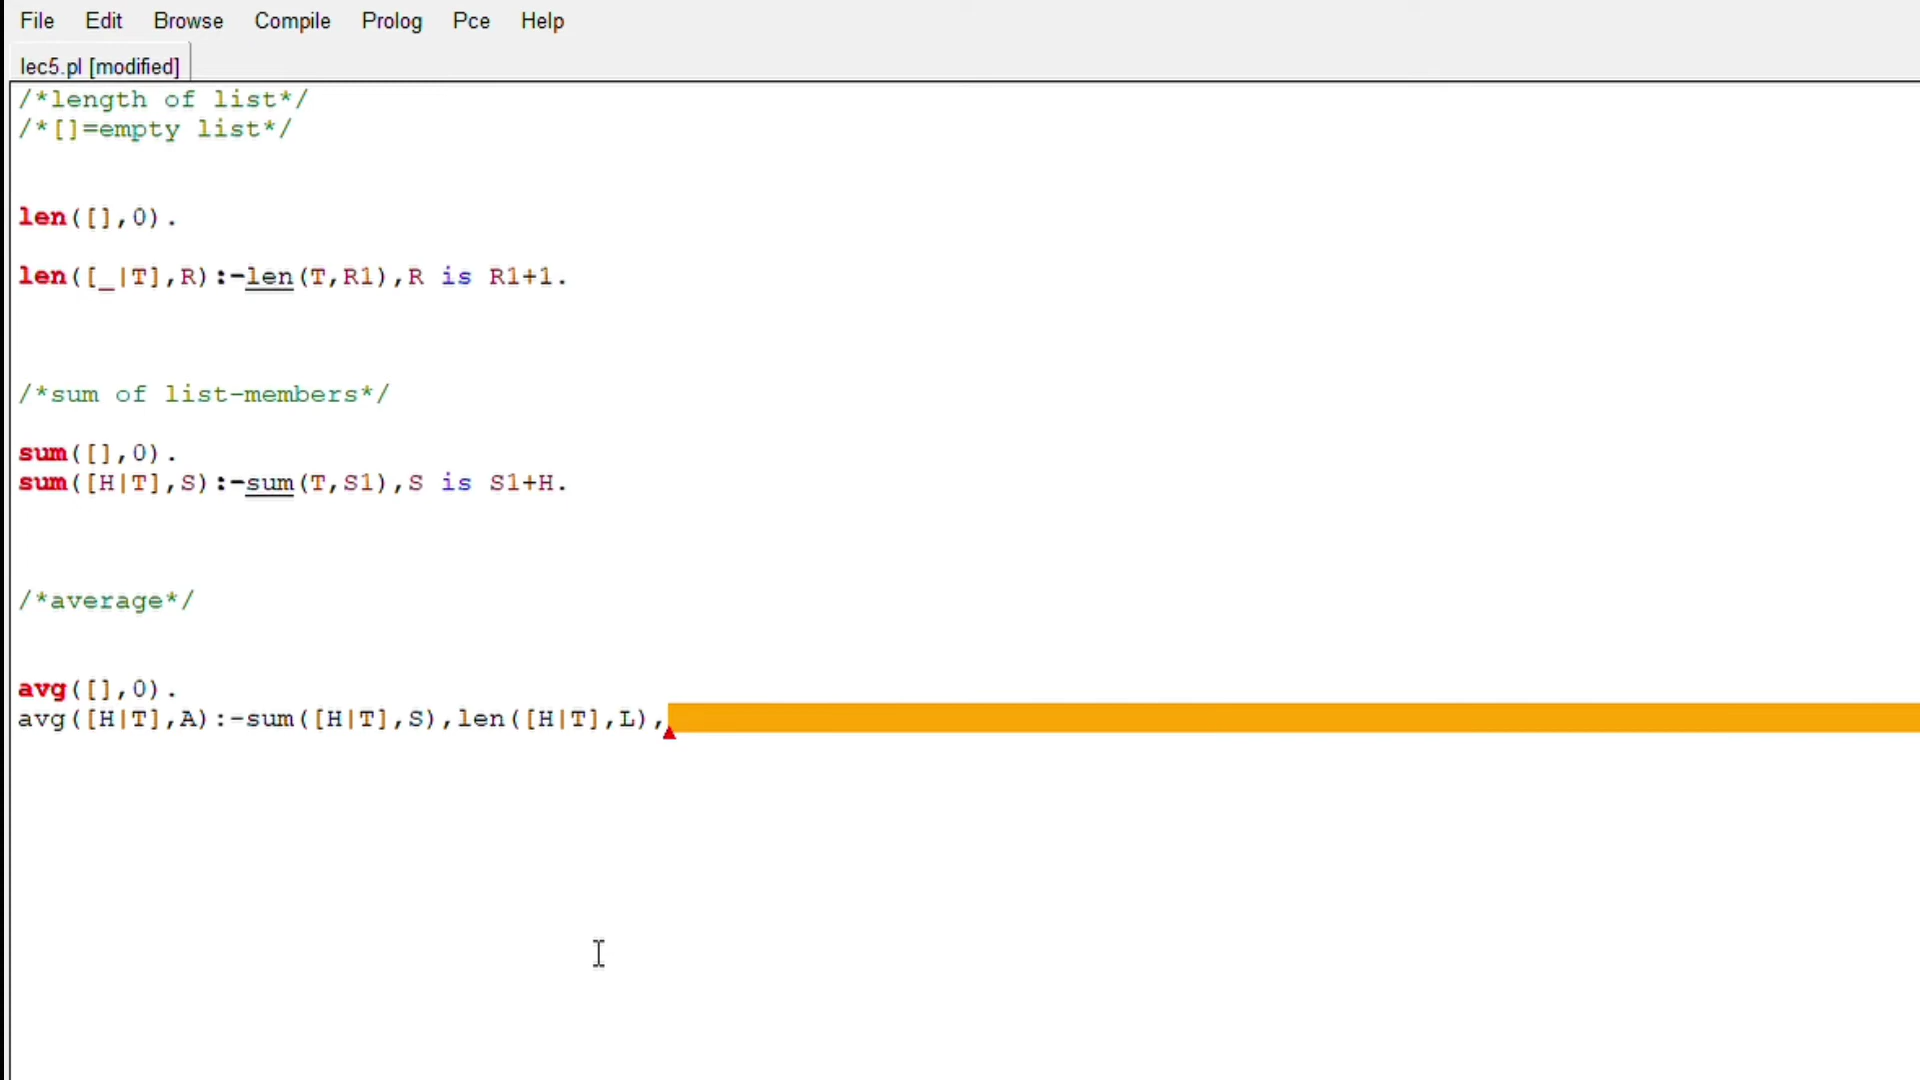 File Edit Browse Compile Prolog Pce Help
lec5.pl [modified]
/*length of list*/
/*[]=empty list*/
len([],0).
len([_|T],R):-len(T,R1),R is R1+1.
/*sum of list-members*/
sum([],0).
sum([H|T],S):-sum(T,S1),S is S1+H.
/*average*/
avg([],0).
avg([H|T],A):-sum([H|T],S),len([H|T],L),